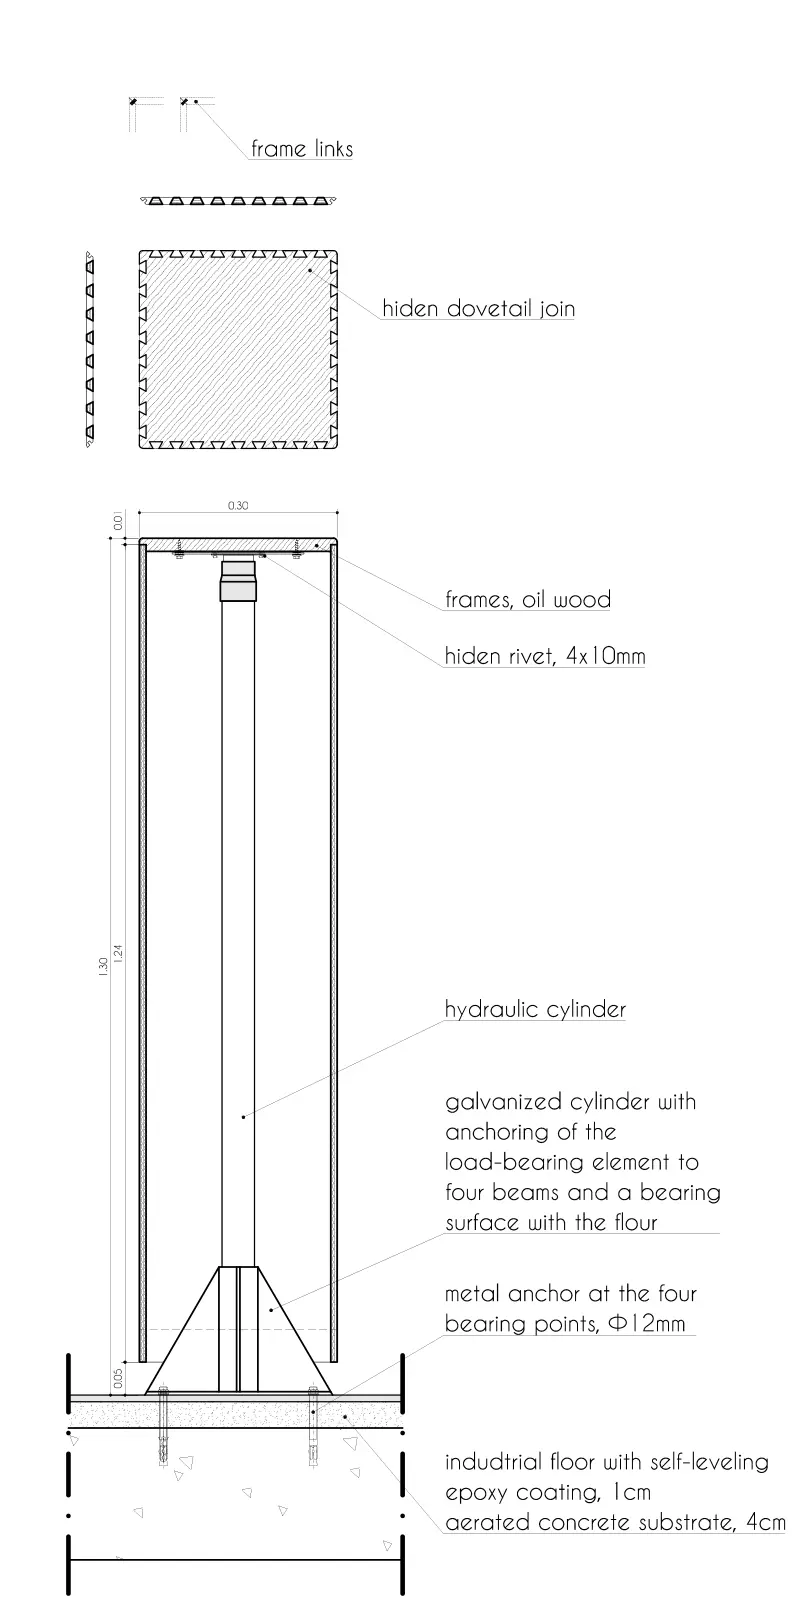 frame links
hiden dovetail join
0.30
0.01
frames, oil wood
hiden rivet, 4x10mm
1.24
1.30
hydraulic cylinder
galvanized cylinder with
anchoring of the
load-bearing element to
four beams and a bearing
surface with the flour
metal anchor at the four
bearing points, Φ12mm
0.05
indudtrial floor with self-leveling
epoxy coating, 1cm
aerated concrete substrate, 4cm